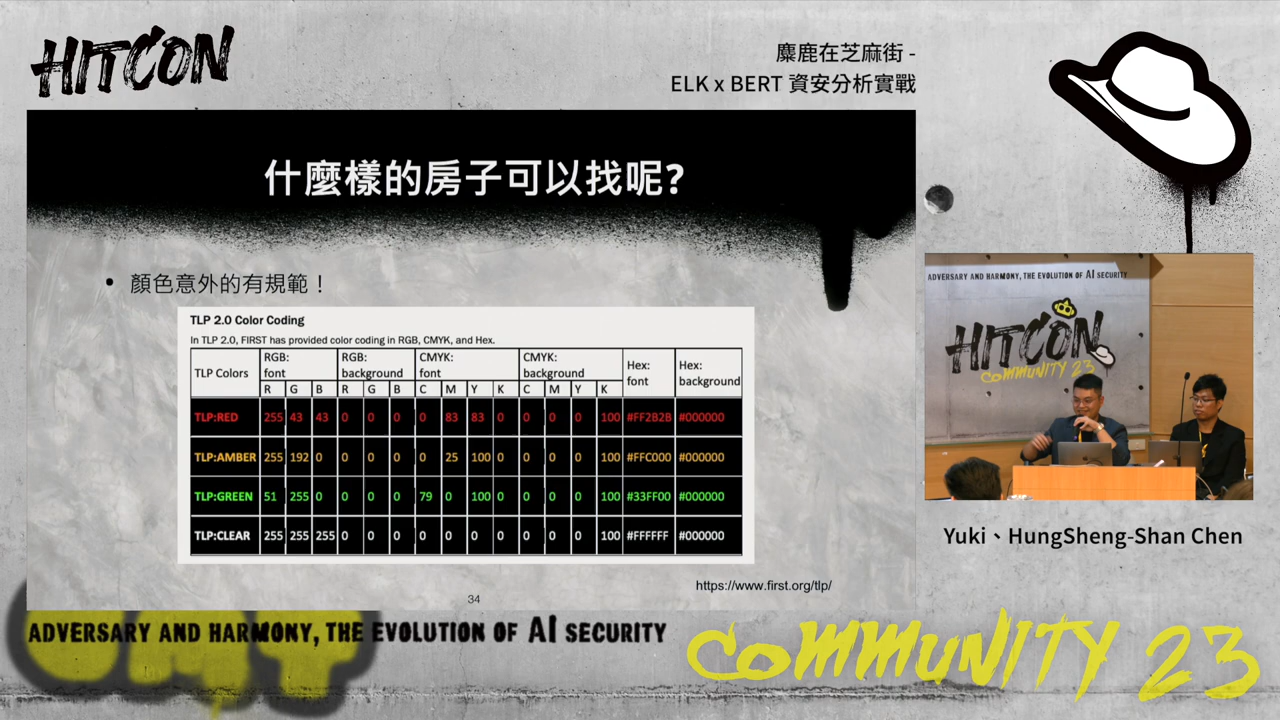 HITCON
麋鹿在芝麻街 -
ELK x BERT 資安分析實戰
什麼樣的房子可以找呢?
• 顏色意外的有規範！
TLP 2.0 Color Coding
In TLP 2.0, FIRST has provided color coding in RGB, CMYK, and Hex.
TLP Colors RGB: font RGB: background CMYK: font CMYK: background Hex: font Hex: background
R G B R G B C M Y K C M Y K
TLP:RED 255 43 43 0 0 0 0 83 83 0 0 0 0 100 #FF2B2B #000000
TLP:AMBER 255 192 0 0 0 0 0 25 100 0 0 0 0 100 #FFC000 #000000
TLP:GREEN 51 255 0 0 0 0 79 0 100 0 0 0 0 100 #33FF00 #000000
TLP:CLEAR 255 255 255 0 0 0 0 0 0 0 0 0 0 100 #FFFFFF #000000
https://www.first.org/tlp/
34
ADVERSARY AND HARMONY, THE EVOLUTION OF AI SECURITY
HITCON
COMMUNITY 23
Yuki、HungSheng-Shan Chen
ADVERSARY AND HARMONY, THE EVOLUTION OF AI SECURITY
COMMUNITY 23